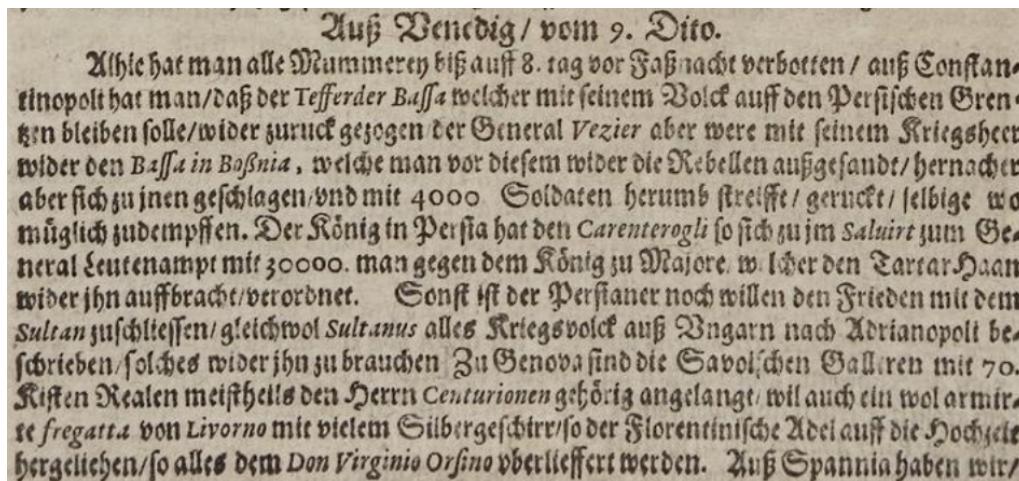 Auß Venedig / vom 9. Dito.
Alhie hat man alle Mummerey biß auff 8. tag vor Faßnacht verbotten / auß Constan-
tinopoli hat man/daß der Tefferder Bassa welcher mit seinem Volck auff den Persischen Gren-
tzen bleiben solle/wider zuruck gezogen der General Vezier aber were mit seinem Kriegsheer
wider den Bassa in Boßnia, welche man vor diesem wider die Rebellen außgesandt/ hernacher
aber sich zu jnen geschlagen/vnd mit 4000 Soldaten herumb streiffe/ geruckt/ selbige wo
müglich zudempffen. Der König in Persia hat den Carenterogli so sich zu jm Saluirt zum Ge-
neral Leutenampt mit 30000. man gegen dem König zu Majore, w lcher den Tartar Haan
wider jhn auffbracht/verordnet. Sonst ist der Persianer noch willen den Frieden mit dem
Sultan zuschliessen/gleichwol Sultanus alles Kriegsvolck auß Vngarn nach Adrianopoli be-
schrieben/solches wider jhn zu brauchen Zu Genova sind die Savoischen Galleren mit 70.
Kisten Realen meistheils den Herrn Centurionen gehörig angelangt/ wil auch ein wol armir-
te fregatta von Livorno mit vielem Silbergeschirr/so der Florentinische Adel auff die Hochzeit
hergeliehen/so alles dem Don Virginio Orsino vberlieffert werden. Auß Spannia haben wir/